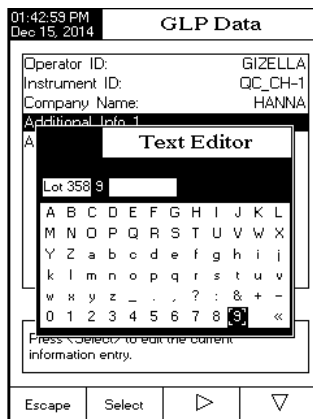 01:42:59 PM
Dec 15, 2014
GLP Data
Operator ID: GIZELLA
Instrument ID: QC_CH-1
Company Name: HANNA
Additional Info 1
A
Text Editor
Lot 358 9
A B C D E F G H I J K L
M N O P Q R S T U V W X
Y Z a b c d e f g h i j
k l m n o p q r s t u v
w x y z _ . , ? : & + -
0 1 2 3 4 5 6 7 8 [9] «
Press <Select> to edit the current
information entry.
Escape Select ▷ ▽